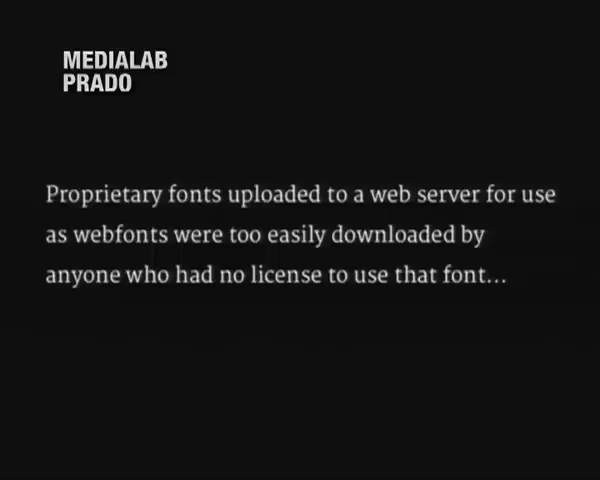 MEDIALAB
PRADO
Proprietary fonts uploaded to a web server for use
as webfonts were too easily downloaded by
anyone who had no license to use that font...